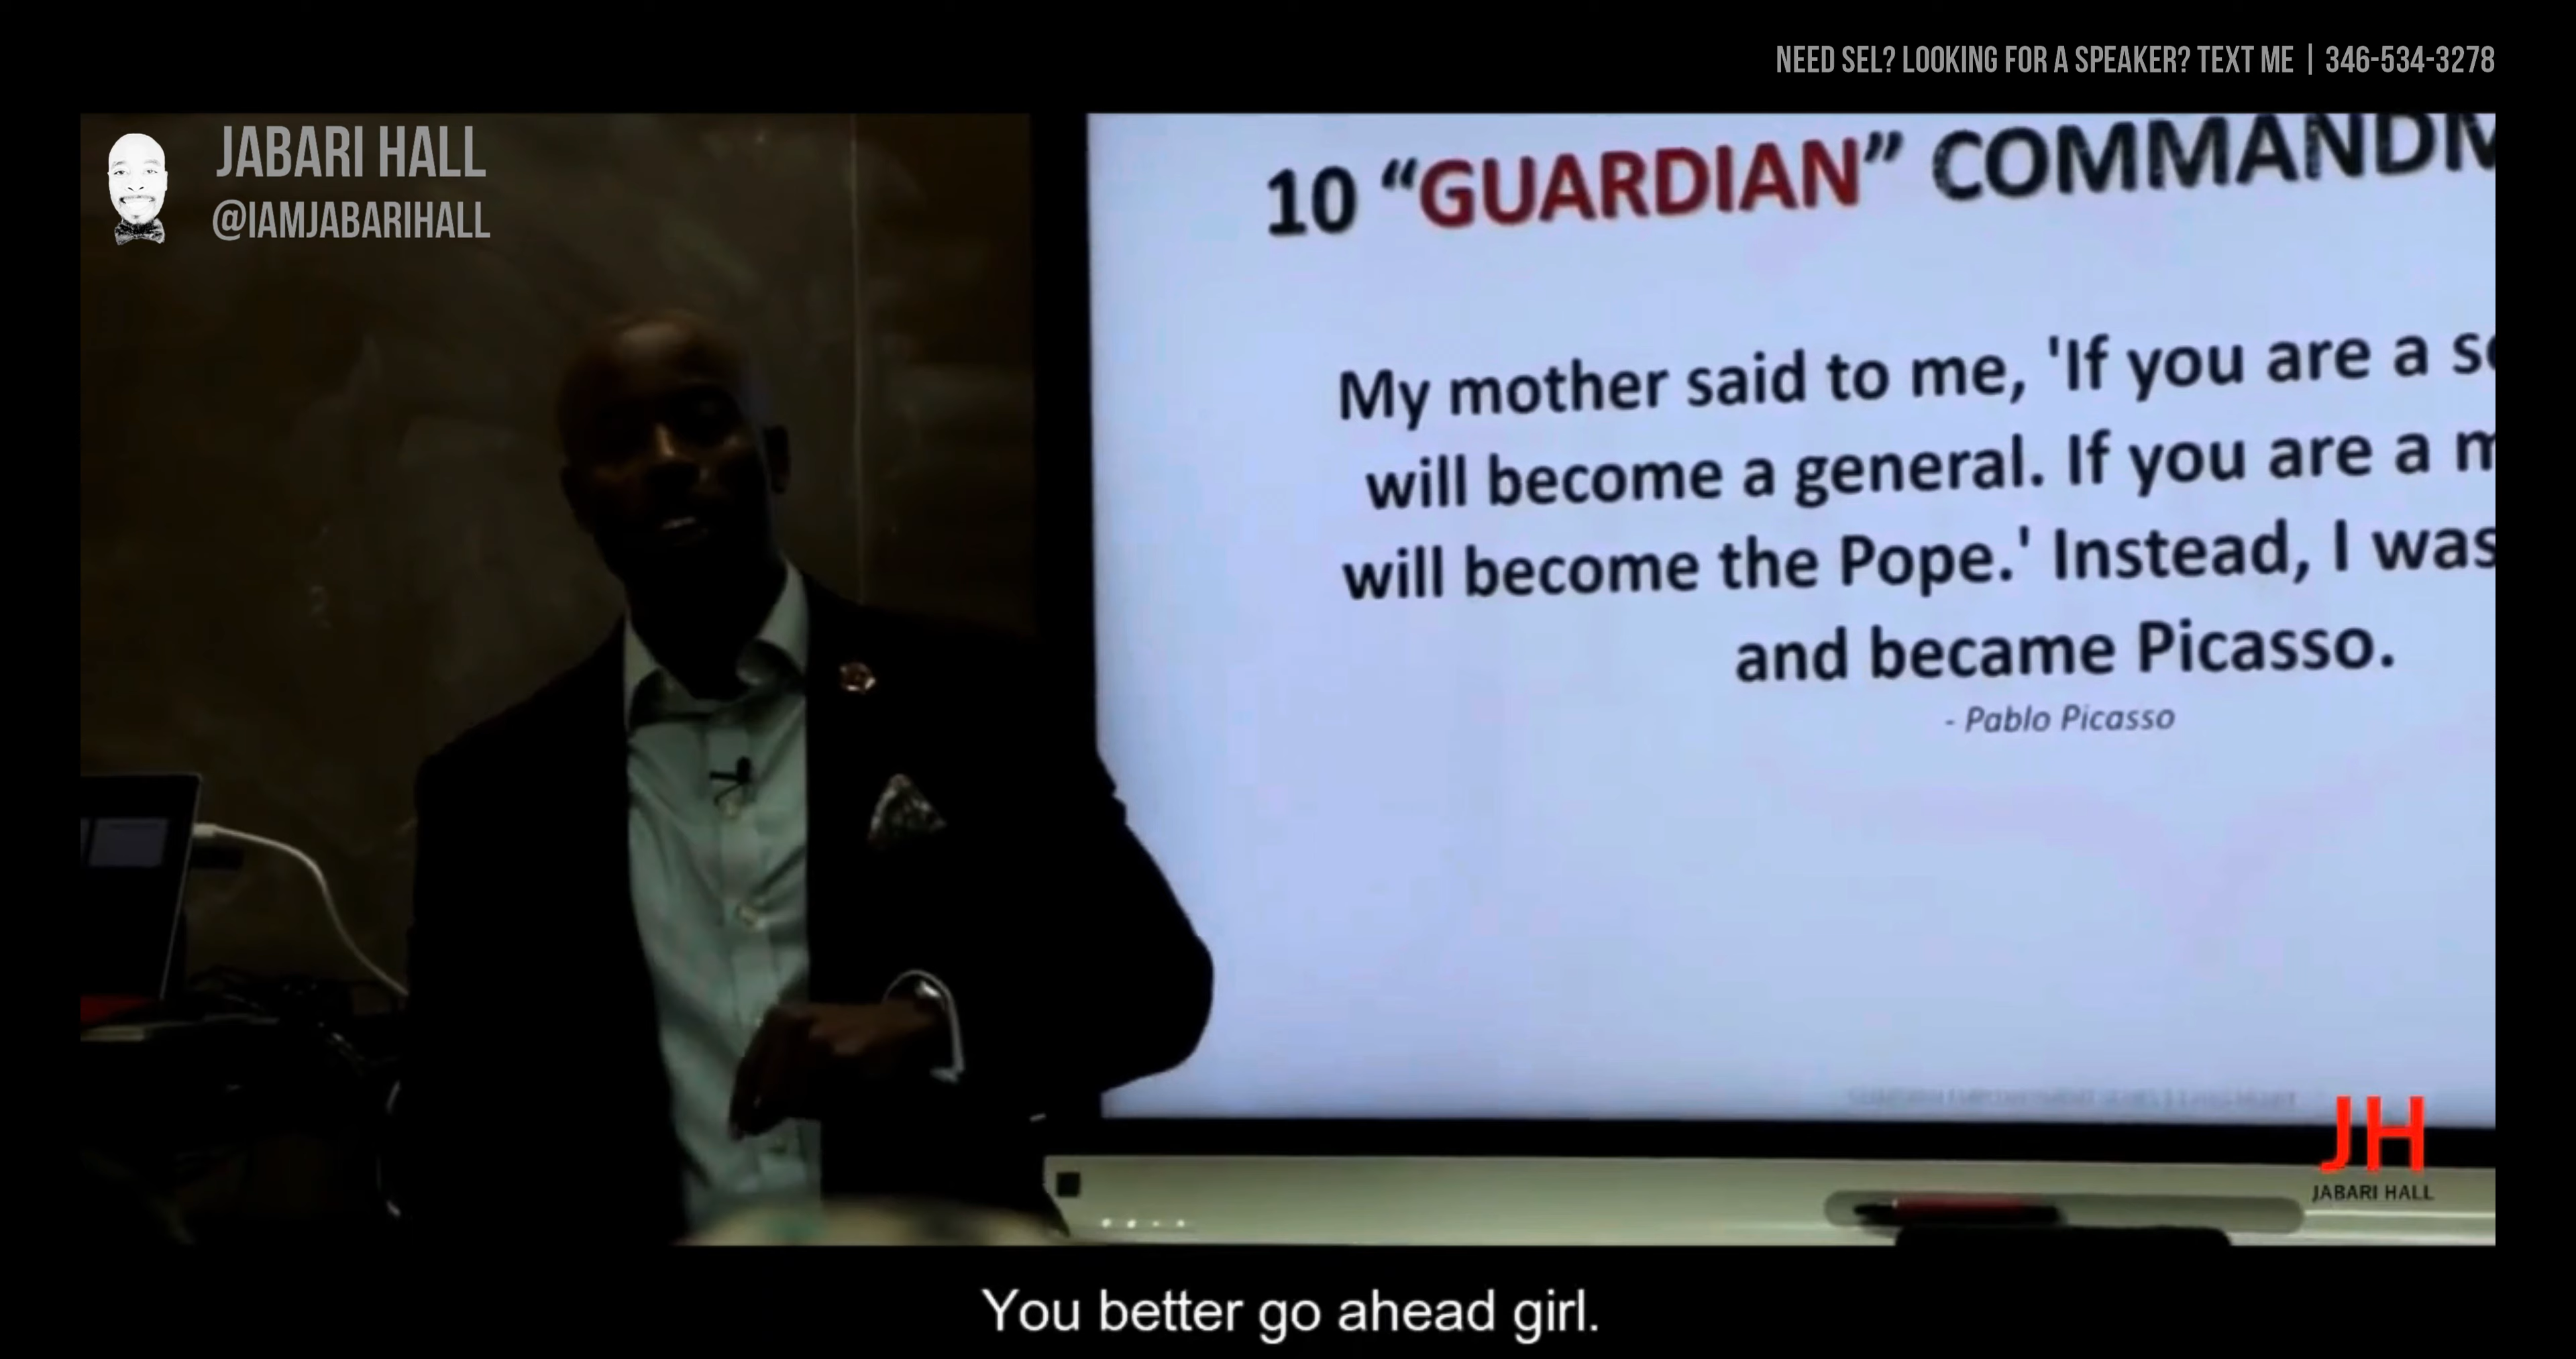 NEED SEL? LOOKING FOR A SPEAKER? TEXT ME | 346-534-3278
JABARI HALL
@IAMJABARIHALL
10 “GUARDIAN” COMMANDM
My mother said to me, 'If you are a s
will become a general. If you are a m
will become the Pope.' Instead, I was
and became Picasso.
- Pablo Picasso
JH
JABARI HALL
You better go ahead girl.